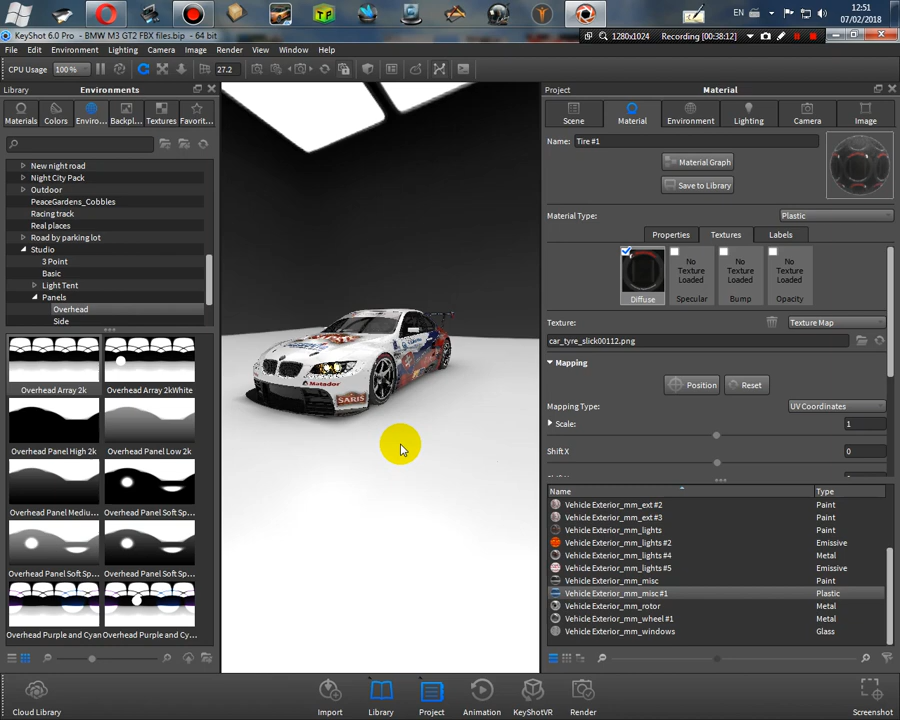 EN
12:51
07/02/2018
KeyShot 6.0 Pro - BMW M3 GT2 FBX files.bip
1280x1024
Recording [00:38:12]
File
Edit
Environment
Lighting
Camera
Image
Render
View
Window
Help
CPU Usage
100 %
27.2
Library
Environments
Project
Material
Materials
Colors
Enviro...
Backpl...
Textures
Favorit...
Scene
Material
Environment
Lighting
Camera
Image
New night road
Night City Pack
Outdoor
PeaceGardens_Cobbles
Racing track
Real places
Road by parking lot
Studio
3 Point
Basic
Light Tent
Panels
Overhead
Side
Overhead Array 2k
Overhead Array 2kWhite
Overhead Panel High 2k
Overhead Panel Low 2k
Overhead Panel Mediu...
Overhead Panel Soft Sp...
Overhead Panel Soft Sp...
Overhead Panel Soft Sp...
Overhead Purple and Cyan
Overhead Purple and Cy...
Matador
SARIS
Name:
Tire #1
Material Graph
Save to Library
Material Type:
Plastic
Properties
Textures
Labels
No Texture Loaded
No Texture Loaded
No Texture Loaded
Diffuse
Specular
Bump
Opacity
Texture:
Texture Map
car_tyre_slick00112.png
Mapping
Position
Reset
Mapping Type:
UV Coordinates
Scale:
1
Shift X
0
Name
Type
Vehicle Exterior_mm_ext #2
Paint
Vehicle Exterior_mm_ext #3
Paint
Vehicle Exterior_mm_lights
Paint
Vehicle Exterior_mm_lights #2
Emissive
Vehicle Exterior_mm_lights #4
Metal
Vehicle Exterior_mm_lights #5
Emissive
Vehicle Exterior_mm_misc
Paint
Vehicle Exterior_mm_misc #1
Plastic
Vehicle Exterior_mm_rotor
Metal
Vehicle Exterior_mm_wheel #1
Metal
Vehicle Exterior_mm_windows
Glass
Cloud Library
Import
Library
Project
Animation
KeyShotVR
Render
Screenshot